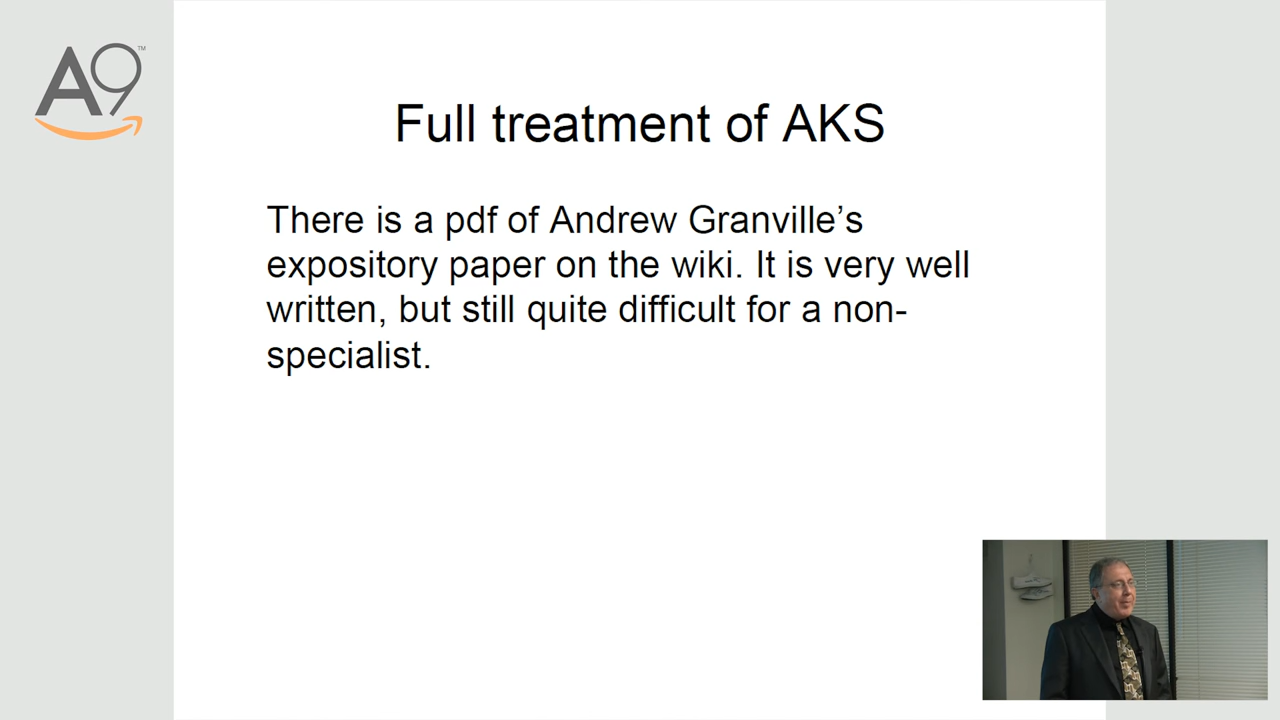 A9™
Full treatment of AKS
There is a pdf of Andrew Granville’s
expository paper on the wiki. It is very well
written, but still quite difficult for a non-
specialist.